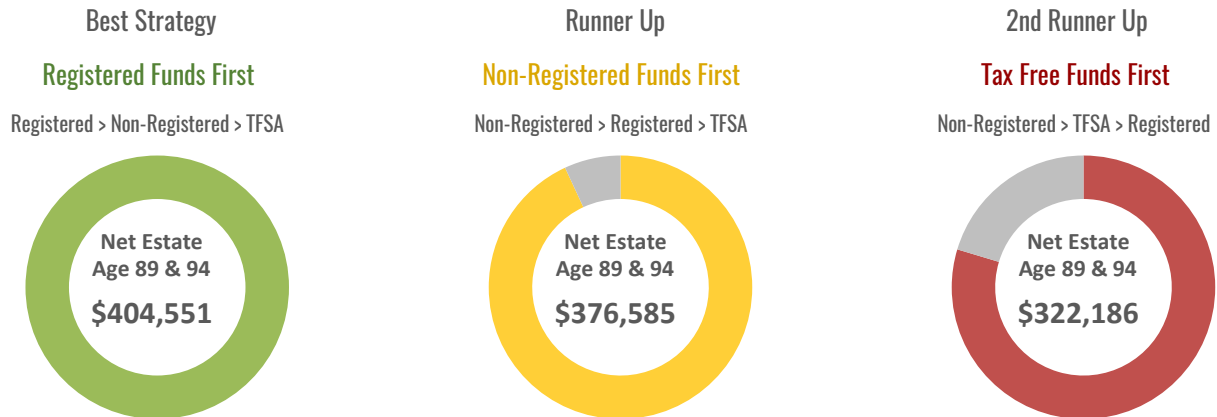 Best Strategy
Registered Funds First
Registered > Non-Registered > TFSA
Net Estate
Age 89 & 94
$404,551
Runner Up
Non-Registered Funds First
Non-Registered > Registered > TFSA
Net Estate
Age 89 & 94
$376,585
2nd Runner Up
Tax Free Funds First
Non-Registered > TFSA > Registered
Net Estate
Age 89 & 94
$322,186